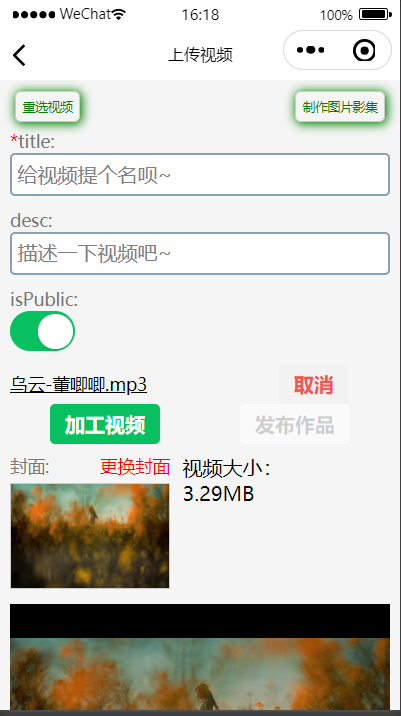 WeChat 16:18 100%
上传视频
重选视频 制作图片影集
*title:
给视频提个名呗~
desc:
描述一下视频吧~
isPublic:
乌云-董唧唧.mp3 取消
加工视频 发布作品
封面: 更换封面 视频大小：
3.29MB